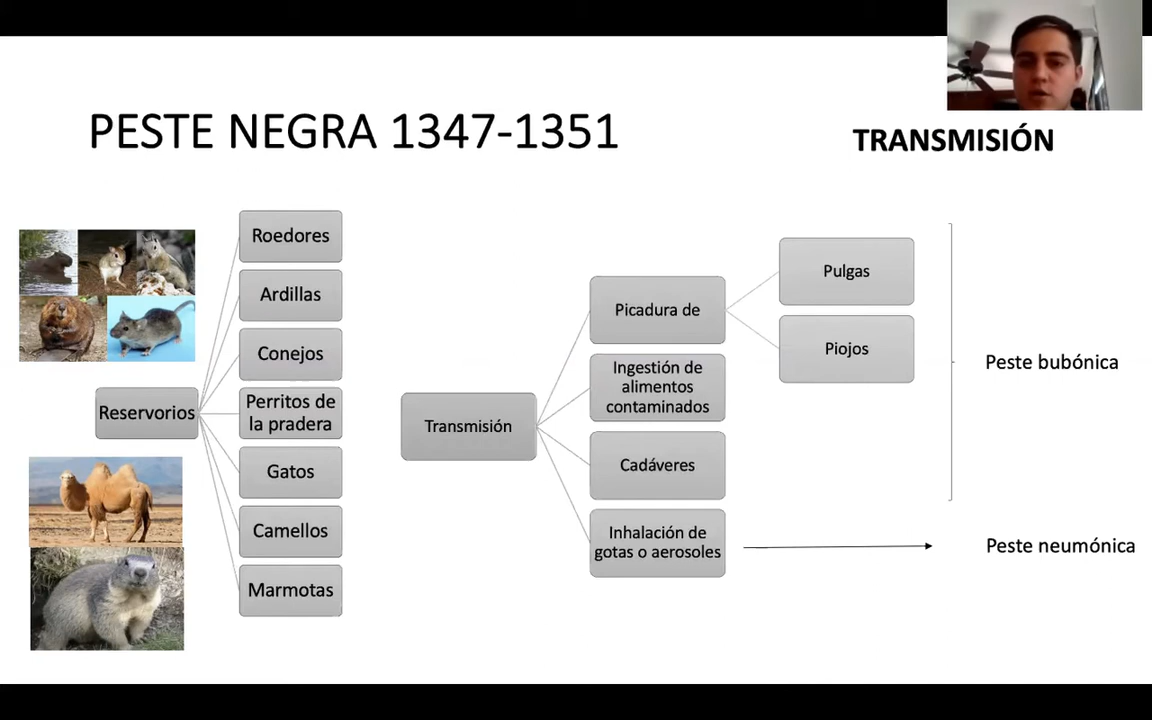 PESTE NEGRA 1347-1351
TRANSMISIÓN
Reservorios
Roedores
Ardillas
Conejos
Perritos de
la pradera
Gatos
Camellos
Marmotas
Transmisión
Picadura de
Pulgas
Piojos
Ingestión de
alimentos
contaminados
Cadáveres
Inhalación de
gotas o aerosoles
Peste bubónica
Peste neumónica